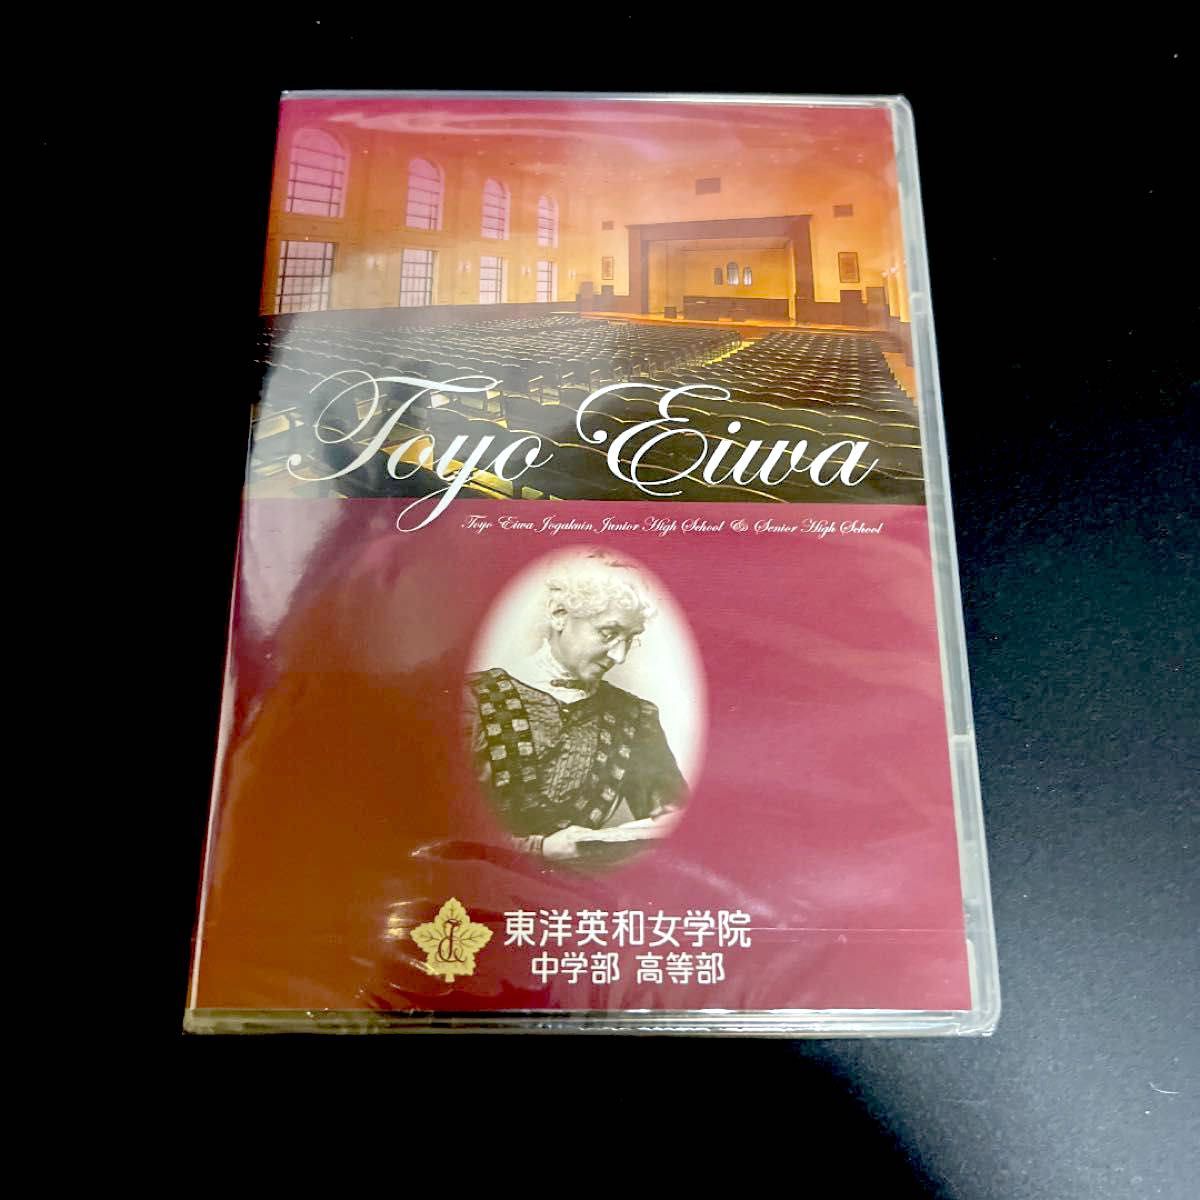 Toyo Eiwa
Toyo Eiwa Jogakuin Junior High School & Senior High School
東洋英和女学院
中学部 高等部